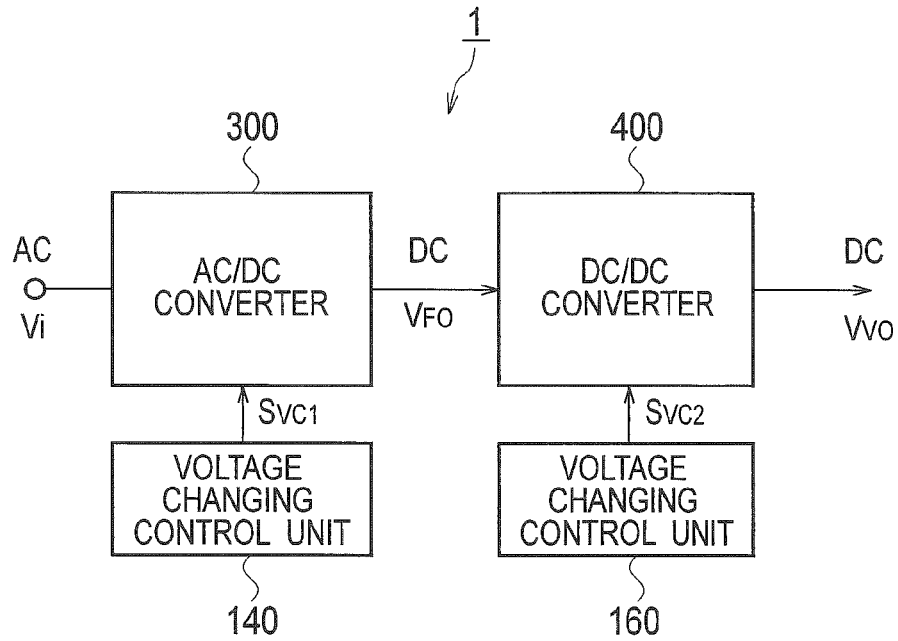 1
300
400
AC
AC/DC
CONVERTER
DC
DC/DC
CONVERTER
DC
Vi
VFO
VVO
SVC1
SVC2
VOLTAGE
CHANGING
CONTROL UNIT
VOLTAGE
CHANGING
CONTROL UNIT
140
160